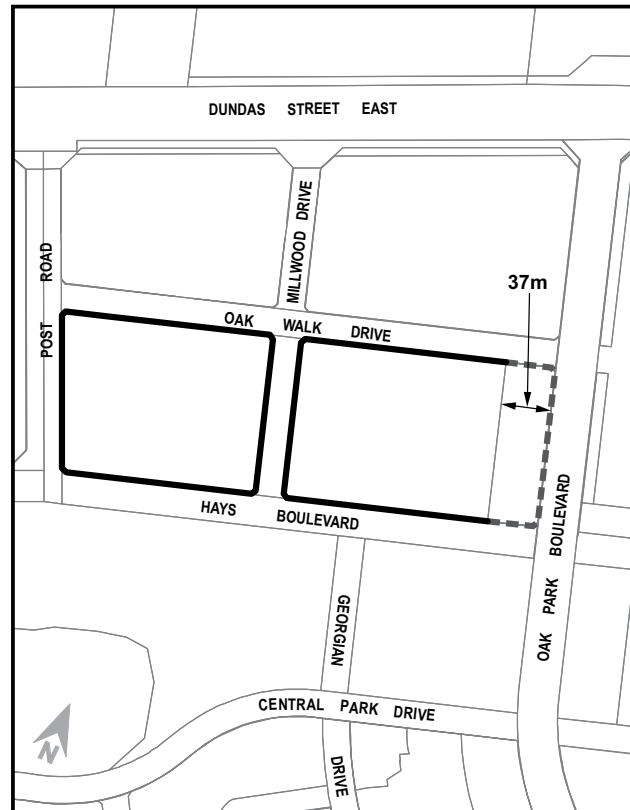 DUNDAS STREET EAST
MILLWOOD DRIVE
POST ROAD
37m
OAK WALK DRIVE
HAYS BOULEVARD
OAK PARK BOULEVARD
GEORGIAN DRIVE
CENTRAL PARK DRIVE
N